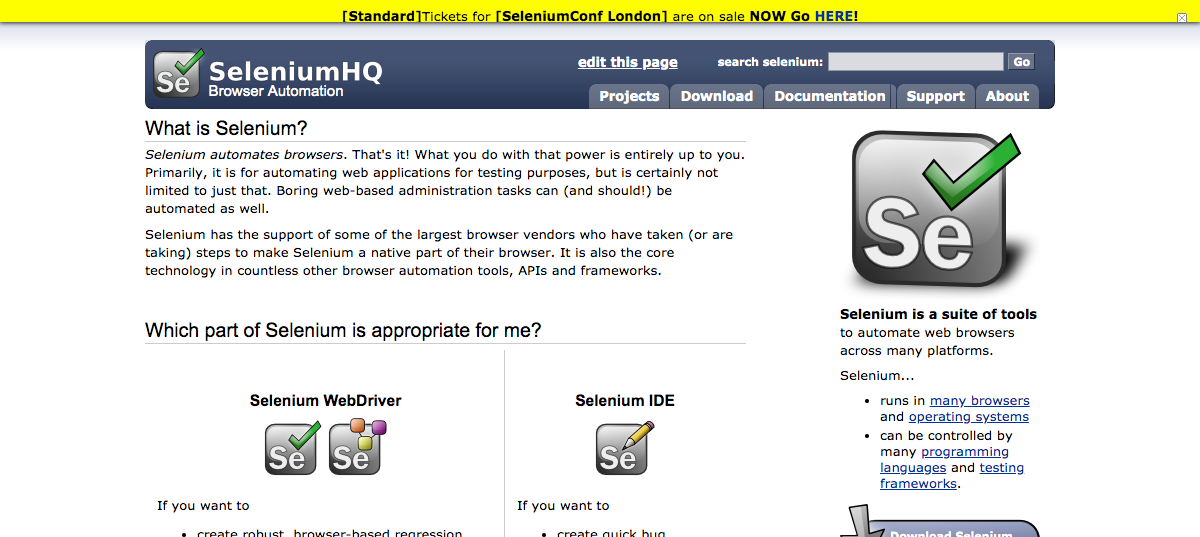 [Standard]Tickets for [SeleniumConf London] are on sale NOW Go HERE!
Se SeleniumHQ
Browser Automation
edit this page
search selenium:
Go
Projects
Download
Documentation
Support
About
What is Selenium?
Selenium automates browsers. That's it! What you do with that power is entirely up to you.
Primarily, it is for automating web applications for testing purposes, but is certainly not
limited to just that. Boring web-based administration tasks can (and should!) be
automated as well.
Selenium has the support of some of the largest browser vendors who have taken (or are
taking) steps to make Selenium a native part of their browser. It is also the core
technology in countless other browser automation tools, APIs and frameworks.
Which part of Selenium is appropriate for me?
Selenium WebDriver
Se Se
If you want to
create robust, browser-based regression
Selenium IDE
Se
If you want to
create quick bug
Se
Selenium is a suite of tools
to automate web browsers
across many platforms.
Selenium...
runs in many browsers
and operating systems
can be controlled by
many programming
languages and testing
frameworks.
Download Selenium